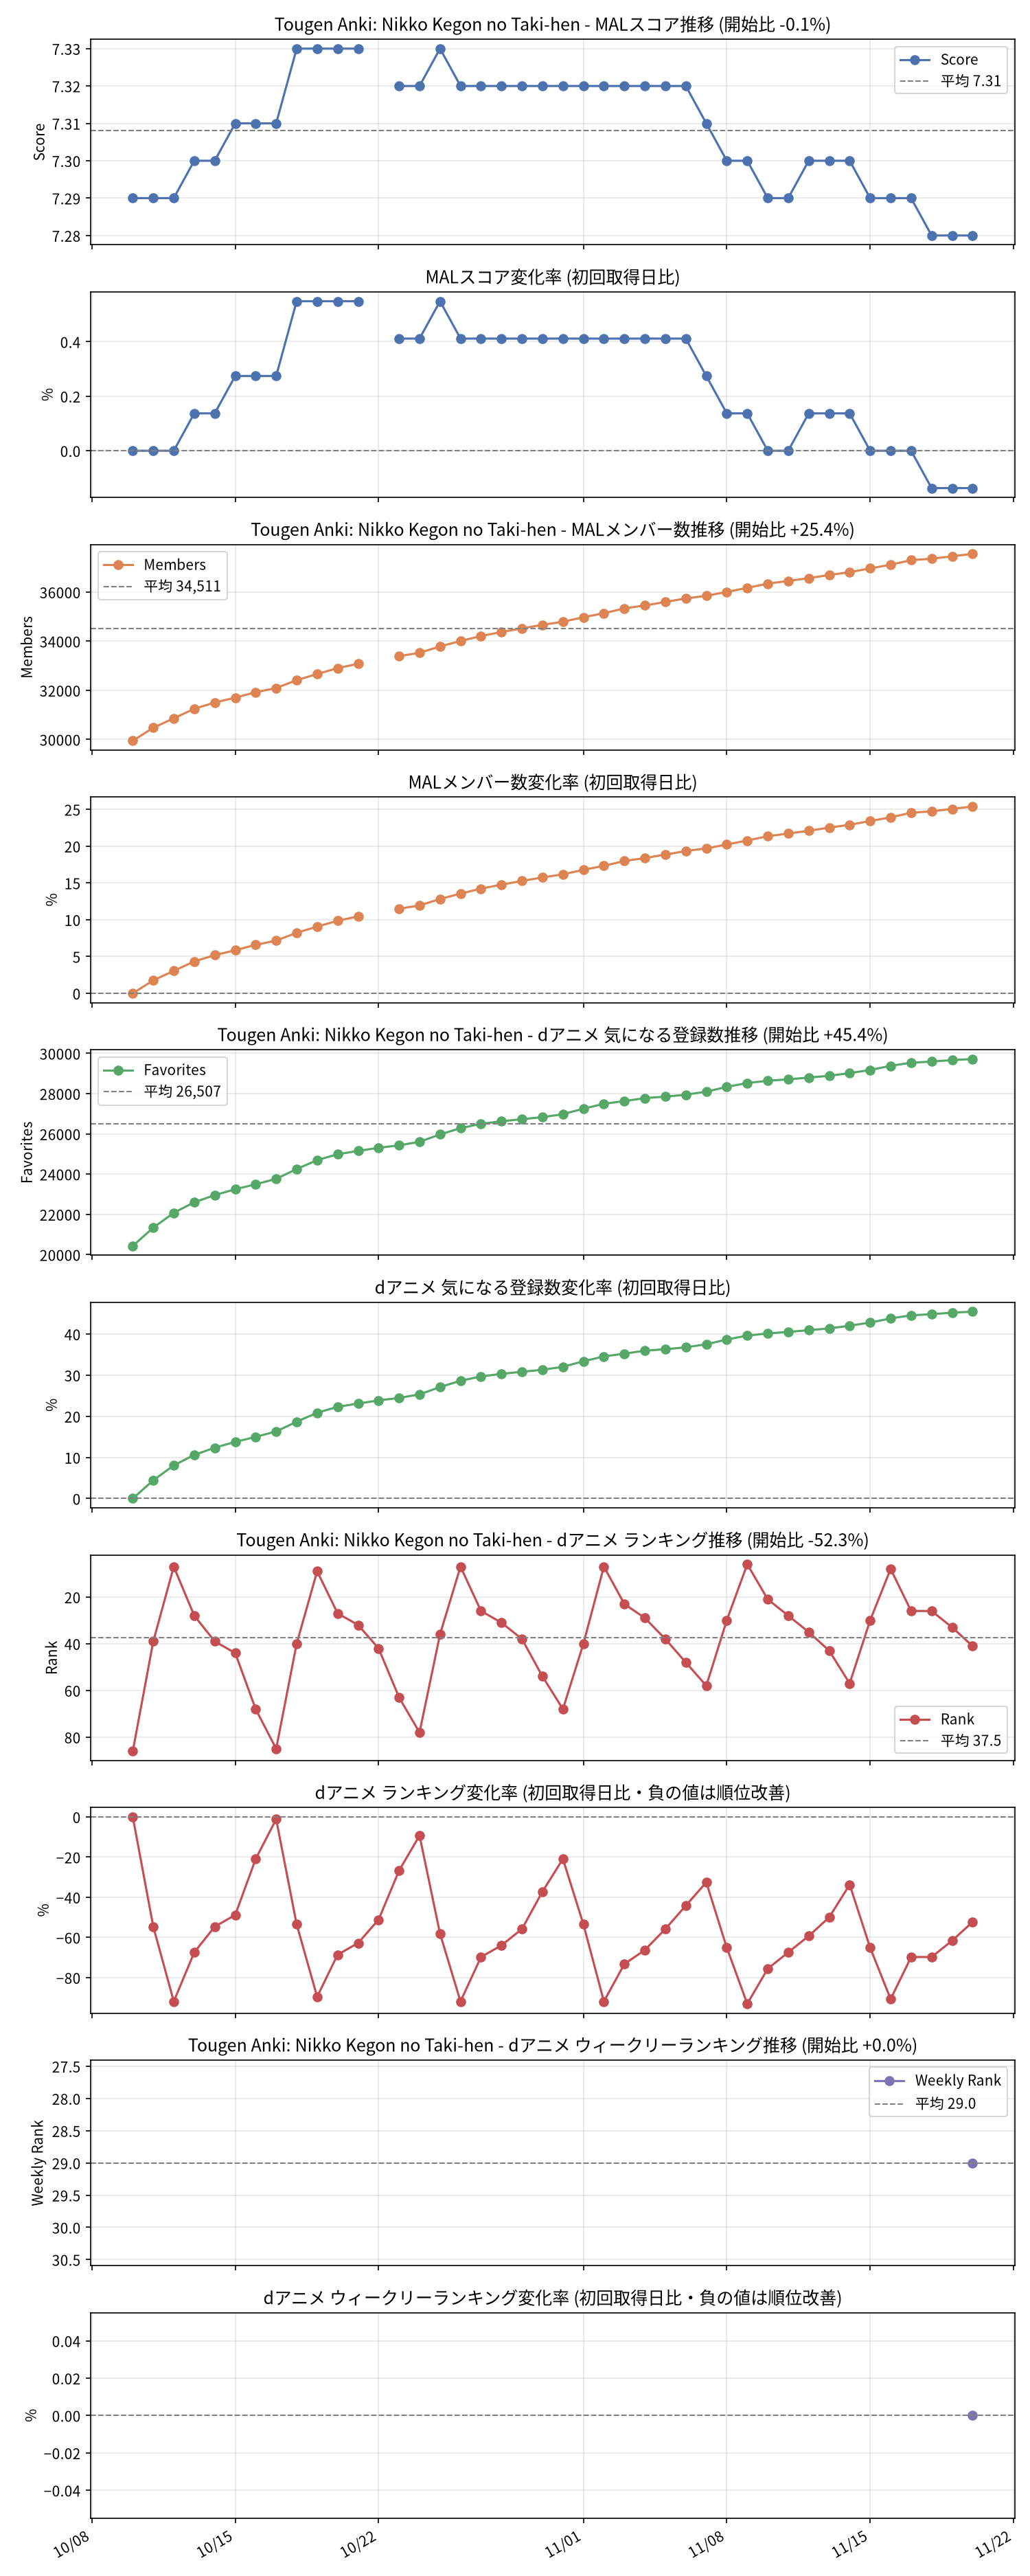 Tougen Anki: Nikko Kegon no Taki-hen - MALスコア推移 (開始比 -0.1%)
7.33
7.32
7.31
7.30
7.29
7.28
Score
Score
平均 7.31
MALスコア変化率 (初回取得日比)
0.4
0.2
0.0
%
Tougen Anki: Nikko Kegon no Taki-hen - MALメンバー数推移 (開始比 +25.4%)
36000
34000
32000
30000
Members
Members
平均 34,511
MALメンバー数変化率 (初回取得日比)
25
20
15
10
5
0
%
Tougen Anki: Nikko Kegon no Taki-hen - dアニメ 気になる登録数推移 (開始比 +45.4%)
30000
28000
26000
24000
22000
20000
Favorites
Favorites
平均 26,507
dアニメ 気になる登録数変化率 (初回取得日比)
40
30
20
10
0
%
Tougen Anki: Nikko Kegon no Taki-hen - dアニメ ランキング推移 (開始比 -52.3%)
20
40
60
80
Rank
Rank
平均 37.5
dアニメ ランキング変化率 (初回取得日比・負の値は順位改善)
0
−20
−40
−60
−80
%
Tougen Anki: Nikko Kegon no Taki-hen - dアニメ ウィークリーランキング推移 (開始比 +0.0%)
27.5
28.0
28.5
29.0
29.5
30.0
30.5
Weekly Rank
Weekly Rank
平均 29.0
dアニメ ウィークリーランキング変化率 (初回取得日比・負の値は順位改善)
0.04
0.02
0.00
−0.02
−0.04
%
10/08
10/15
10/22
11/01
11/08
11/15
11/22